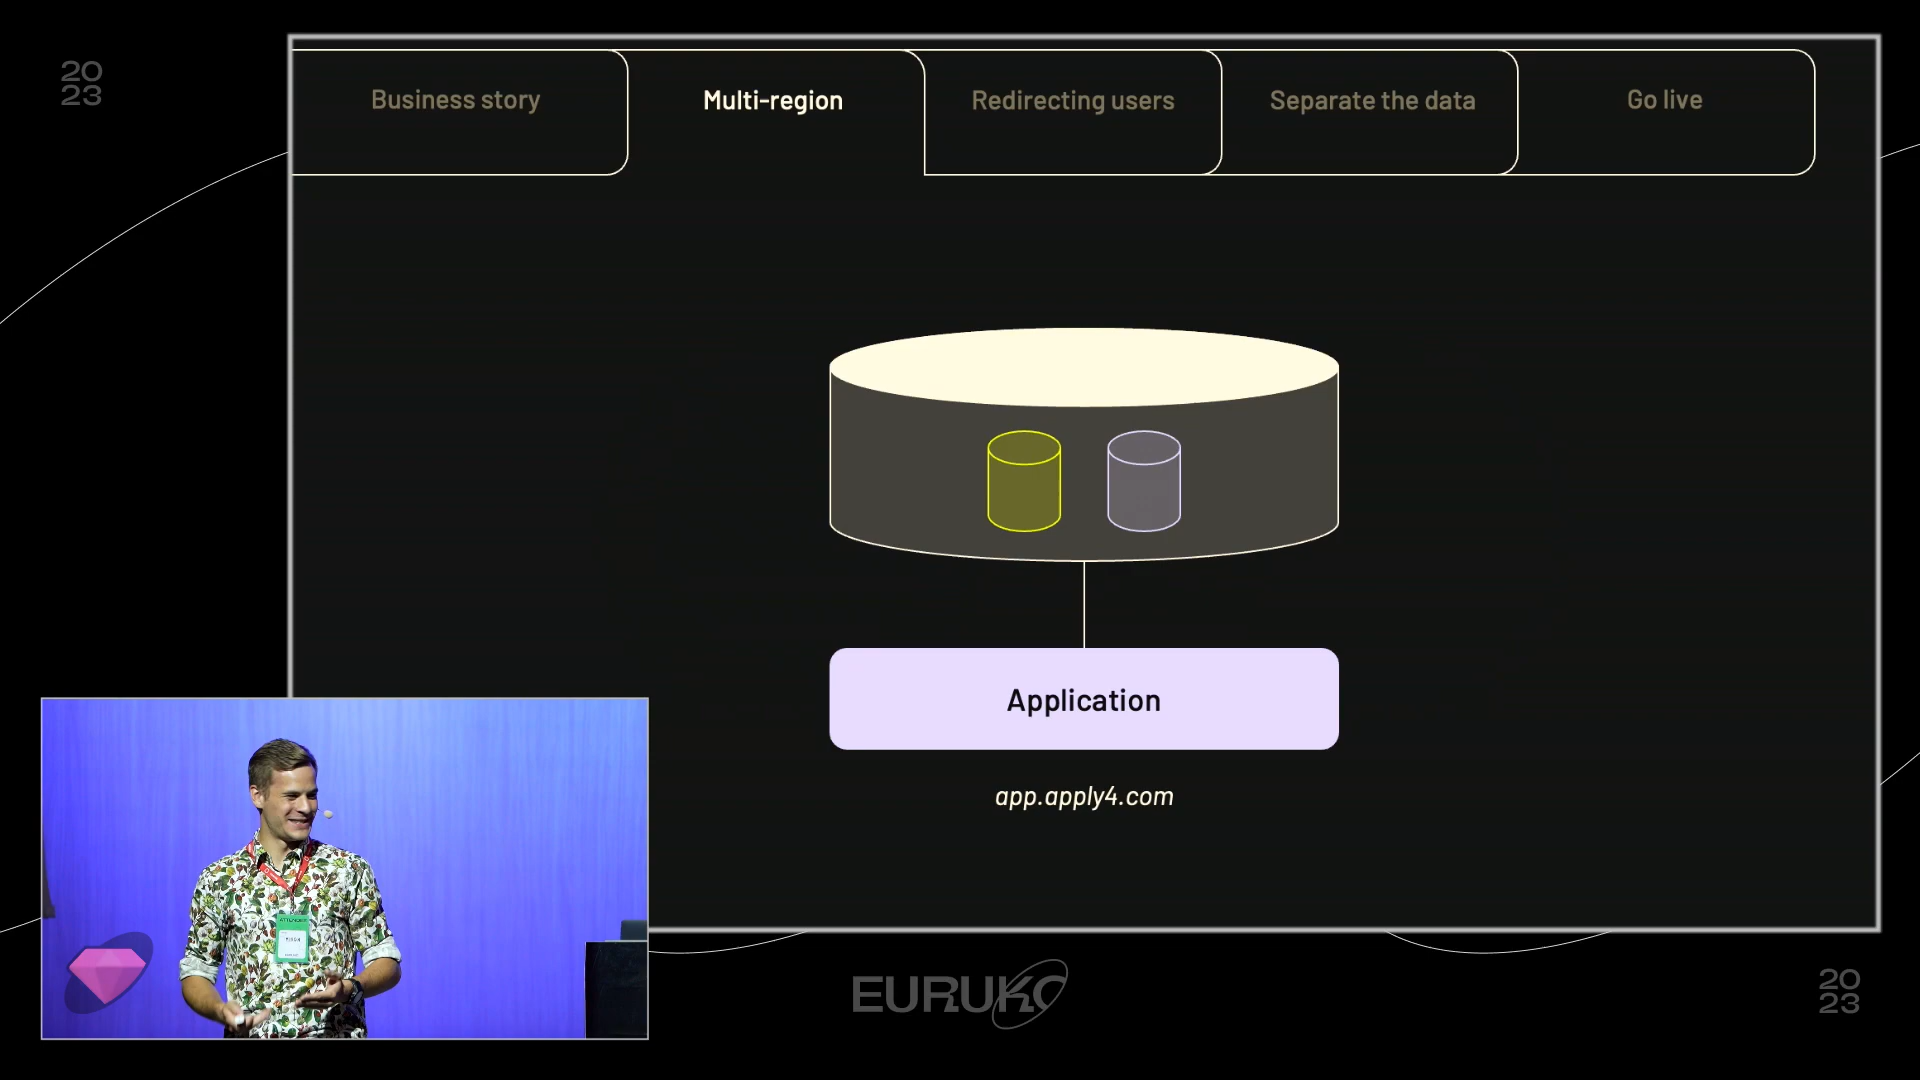 20
23
Business story
Multi-region
Redirecting users
Separate the data
Go live
Application
app.apply4.com
ATTENDEE
EURUKO
20
23